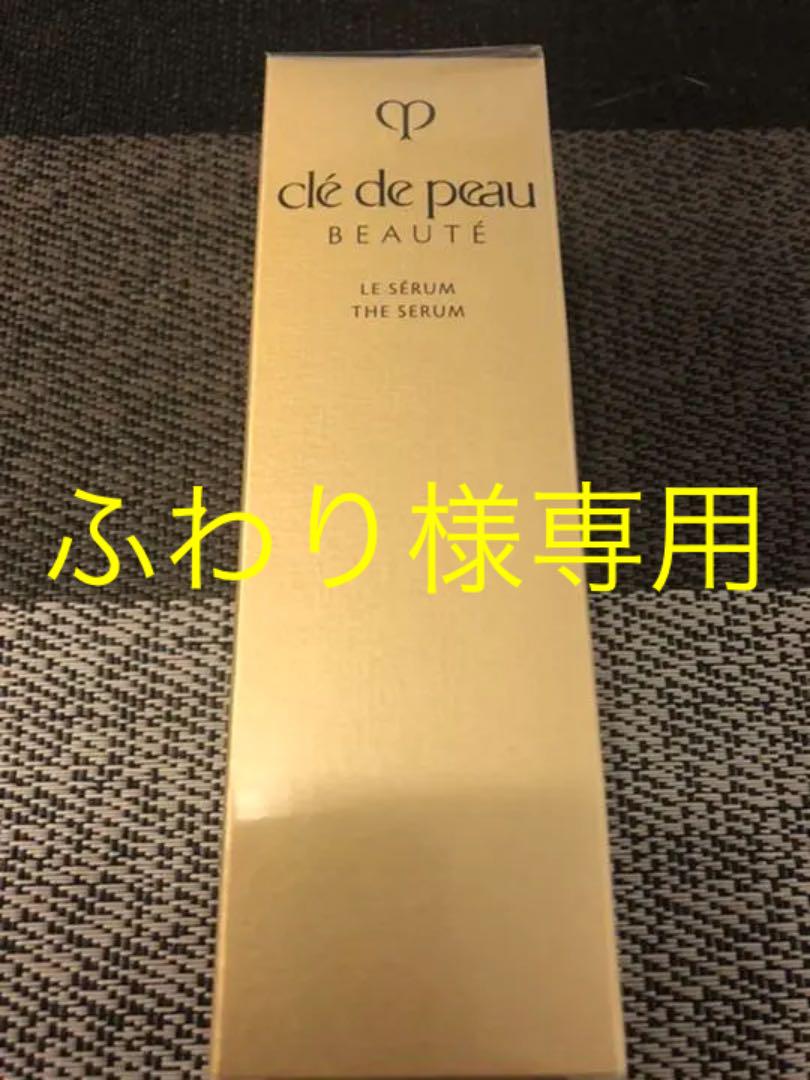 clé de peau
BEAUTÉ
LE SÉRUM
THE SERUM
ふわり様専用